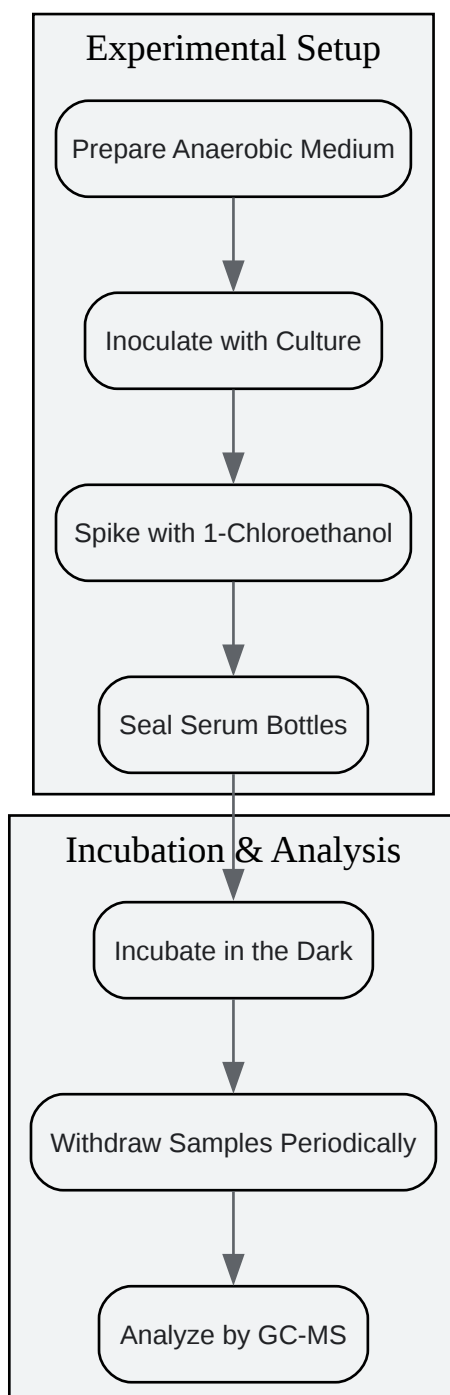 Experimental Setup
Prepare Anaerobic Medium
Inoculate with Culture
Spike with 1-Chloroethanol
Seal Serum Bottles
Incubation & Analysis
Incubate in the Dark
Withdraw Samples Periodically
Analyze by GC-MS